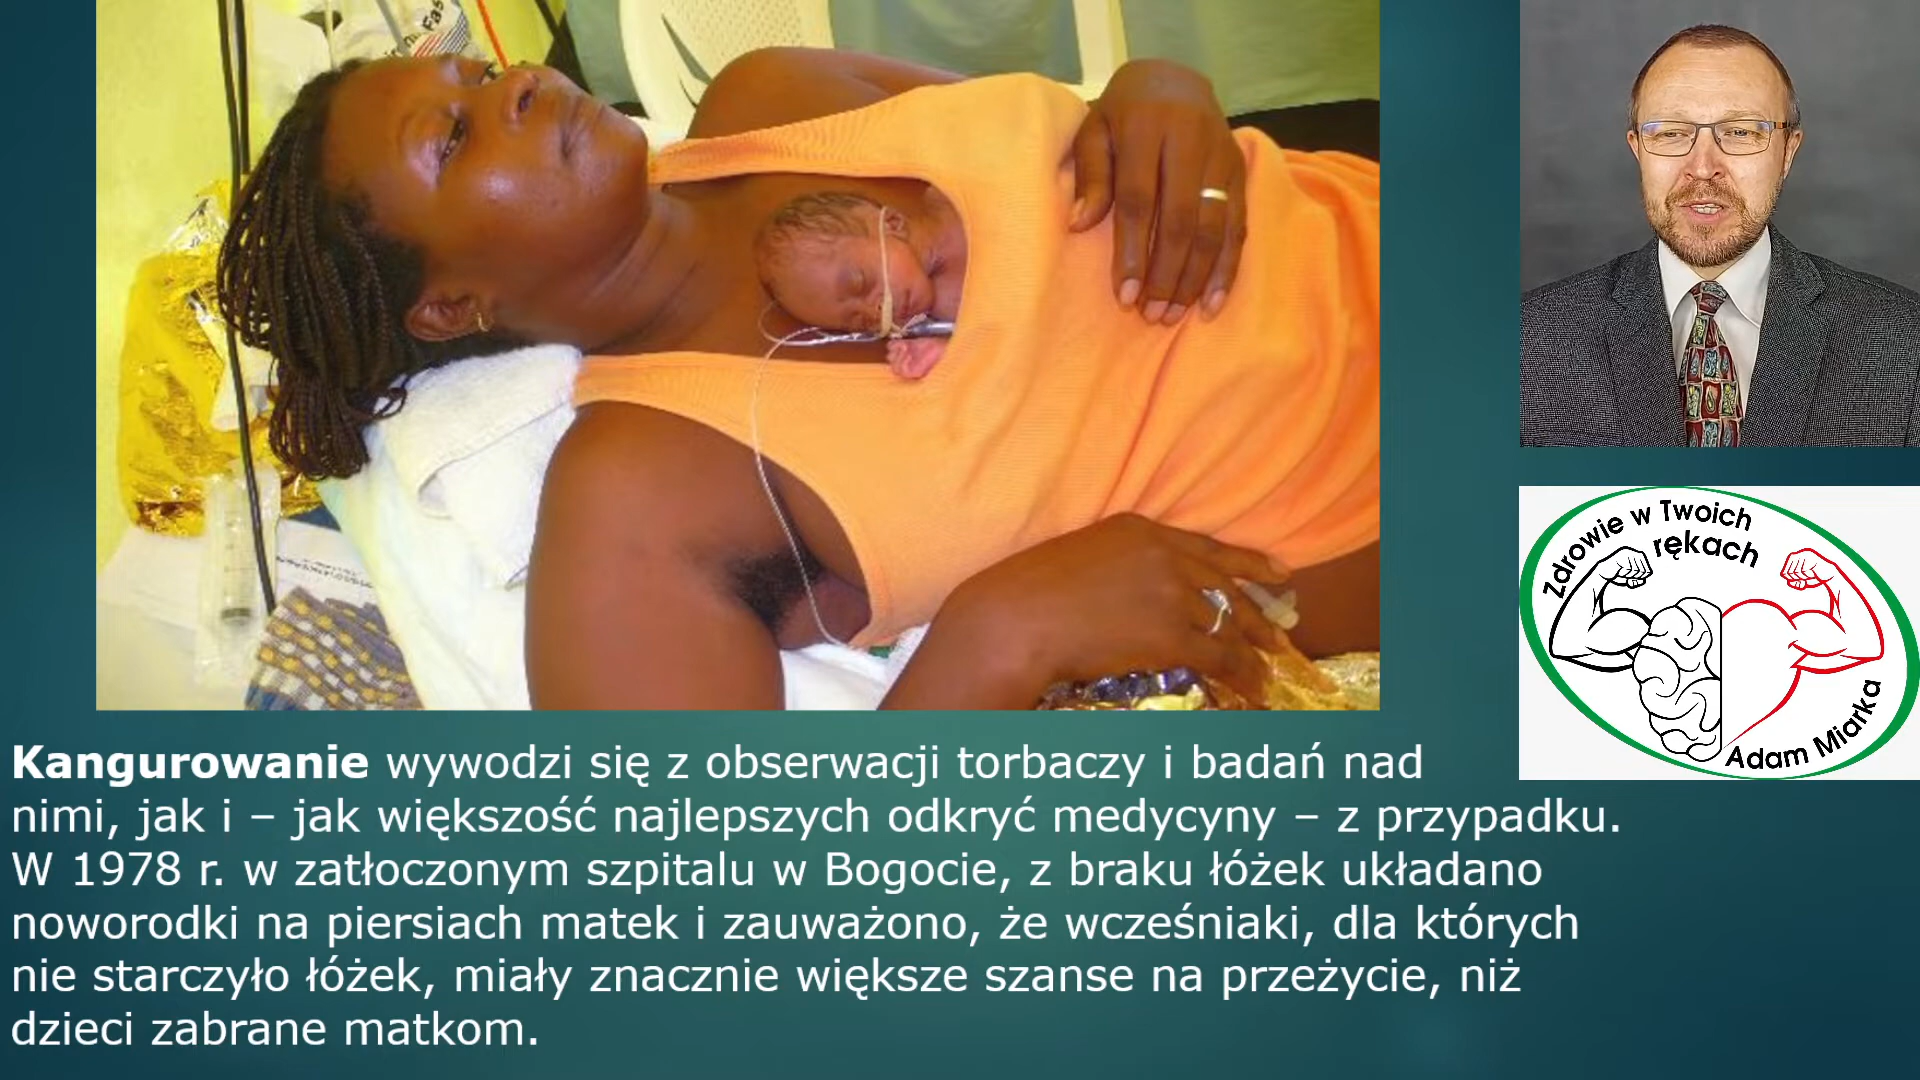 Zdrowie w Twoich
rękach
Adam Miarka
Kangurowanie wywodzi się z obserwacji torbaczy i badań nad
nimi, jak i – jak większość najlepszych odkryć medycyny – z przypadku.
W 1978 r. w zatłoczonym szpitalu w Bogocie, z braku łóżek układano
noworodki na piersiach matek i zauważono, że wcześniaki, dla których
nie starczyło łóżek, miały znacznie większe szanse na przeżycie, niż
dzieci zabrane matkom.